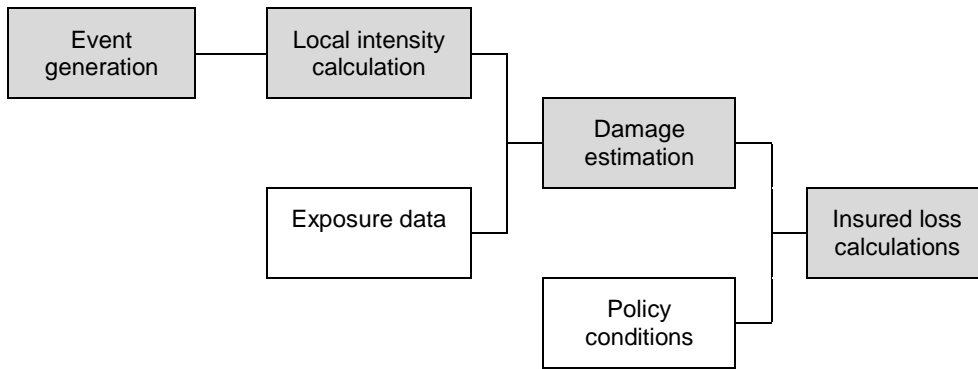 Event
generation
Local intensity
calculation
Damage
estimation
Exposure data
Insured loss
calculations
Policy
conditions